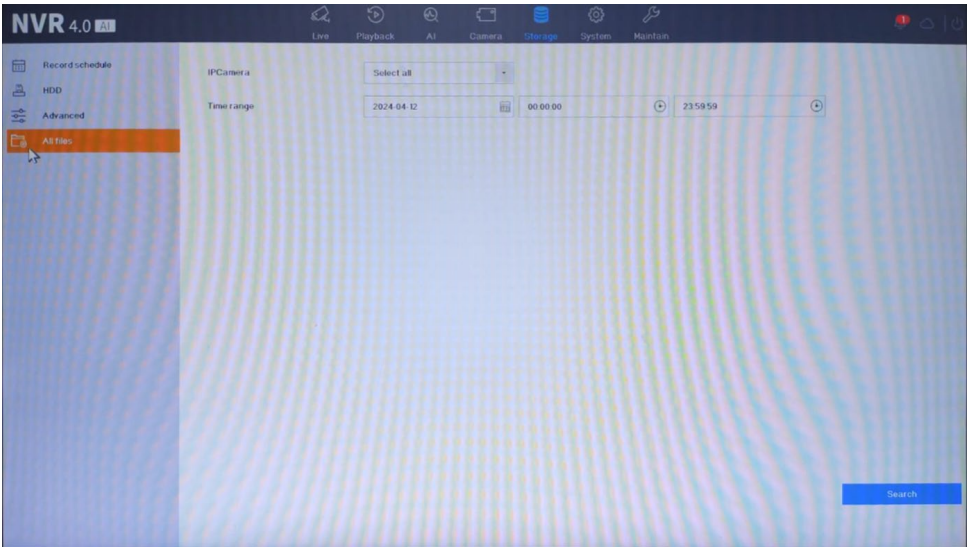 NVR 4.0 AI
Live Playback AI Camera Storage System Maintain
1
Record schedule
HDD
Advanced
All files
IPCamera Select all
Time range 2024-04-12 00:00:00 23:59:59
Search